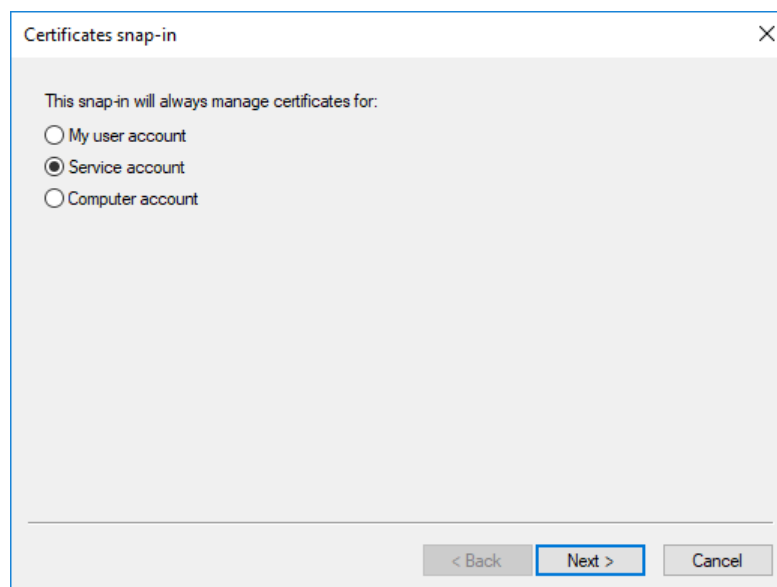 Certificates snap-in
This snap-in will always manage certificates for:
My user account
Service account
Computer account
< Back Next > Cancel